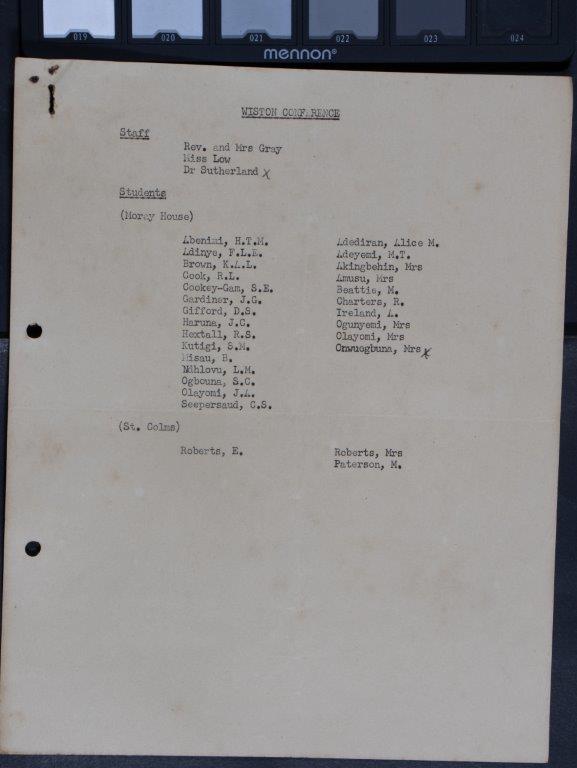 019 020 021 022 023 024
mennon®
WISTON CONFERENCE
Staff
Rev. and Mrs Gray
Miss Low
Dr Sutherland X
Students
(Moray House)
Abenimi, H.T.M.
Adinye, F.L.E.
Brown, K.A.L.
Cook, R.L.
Cookey-Gam, S.E.
Gardiner, J.G.
Gifford, D.S.
Haruna, J.C.
Hextall, R.S.
Kutigi, S.M.
Misau, B.
Ndhlovu, L.M.
Ogbouna, S.C.
Olayomi, J.A.
Seepersaud, C.S.
Adediran, Alice M.
Adeyemi, M.T.
Akingbehin, Mrs
Amusu, Mrs
Beattie, M.
Charters, R.
Ireland, A.
Ogunyemi, Mrs
Olayomi, Mrs
Onwuogbuna, Mrs X
(St. Colms)
Roberts, E.
Roberts, Mrs
Paterson, M.